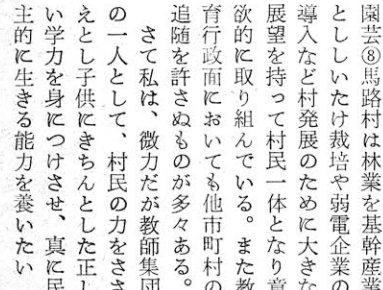 園芸⑧馬路村は林業を基幹産業
とししいたけ裁培や弱電企業の
導入など村発展のために大きな
展望を持って村民一体となり意
欲的に取り組んでいる。また教
育行政面においても他市町村の
追随を許さぬものが多々ある。
さて私は、微力だが教師集団
の一人として、村民の力をささ
えとし子供にきちんとした正し
い学力を身につけさせ、真に民
主的に生きる能力を養いたい